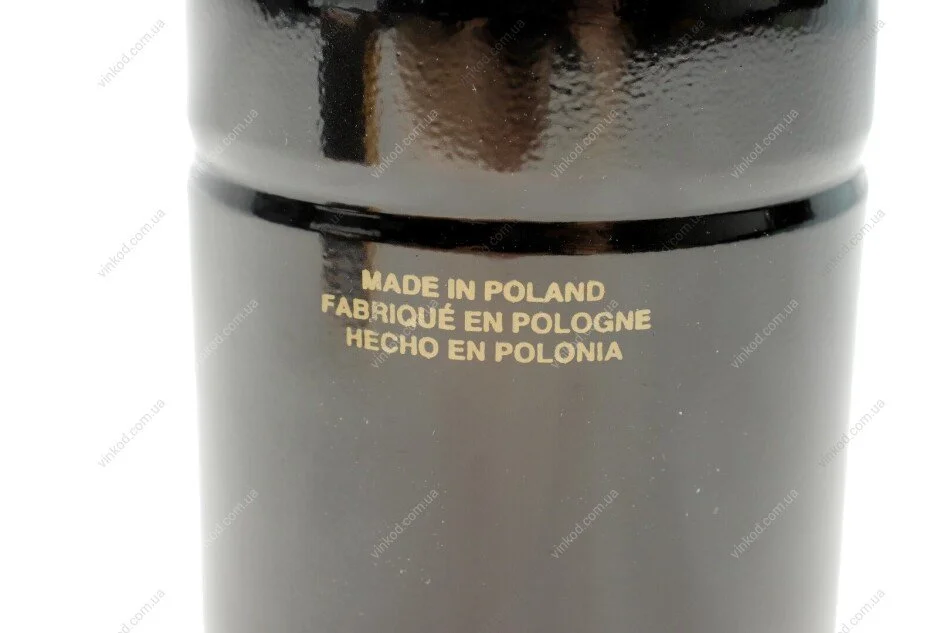 MADE IN POLAND
FABRIQUÉ EN POLOGNE
HECHO EN POLONIA
vinkod.com.ua